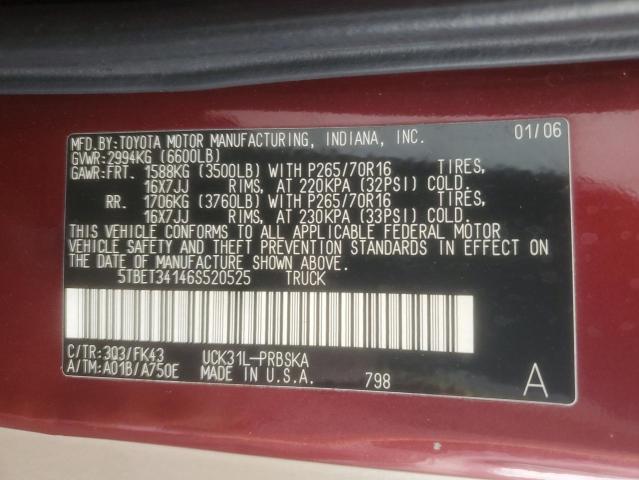 MFD. BY: TOYOTA MOTOR MANUFACTURING, INDIANA, INC. 01/06
GVWR: 2994KG (6600LB)
GAWR: FRT. 1588KG (3500LB) WITH P265/70R16 TIRES,
16X7JJ RIMS, AT 220KPA (32PSI) COLD.
RR. 1706KG (3760LB) WITH P265/70R16 TIRES,
16X7JJ RIMS, AT 230KPA (33PSI) COLD.
THIS VEHICLE CONFORMS TO ALL APPLICABLE FEDERAL MOTOR
VEHICLE SAFETY AND THEFT PREVENTION STANDARDS IN EFFECT ON
THE DATE OF MANUFACTURE SHOWN ABOVE.
5TBET34146S520525 TRUCK
C/TR: 3Q3/FK43 UCK31L-PRBSKA
A/TM: A01B/A750E MADE IN U.S.A. 798 A